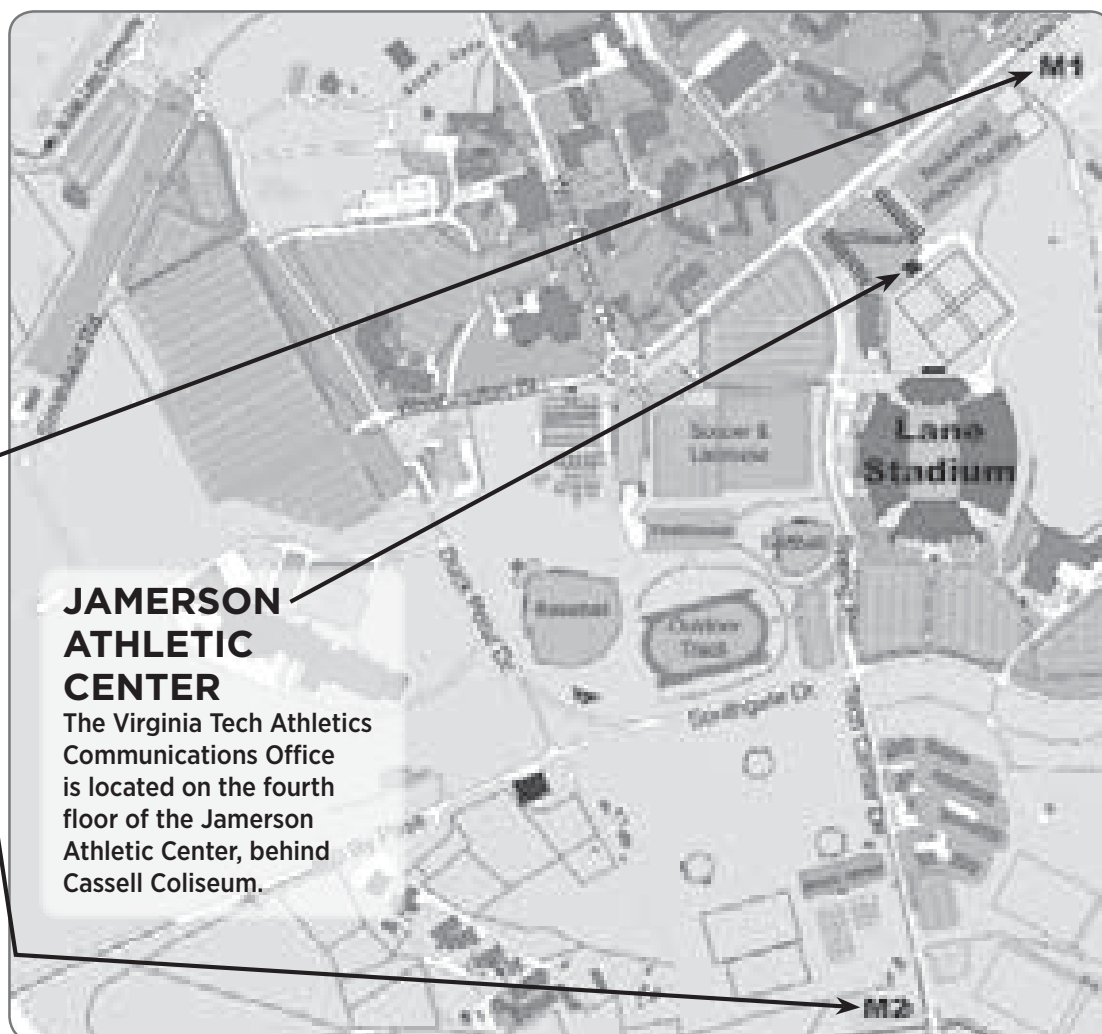 M1
Lane
Stadium
Soccer &
Lacrosse
Duck Pond Dr
Baseball
Outdoor
Track
Southgate Dr.
JAMERSON
ATHLETIC
CENTER
The Virginia Tech Athletics
Communications Office
is located on the fourth
floor of the Jamerson
Athletic Center, behind
Cassell Coliseum.
M2